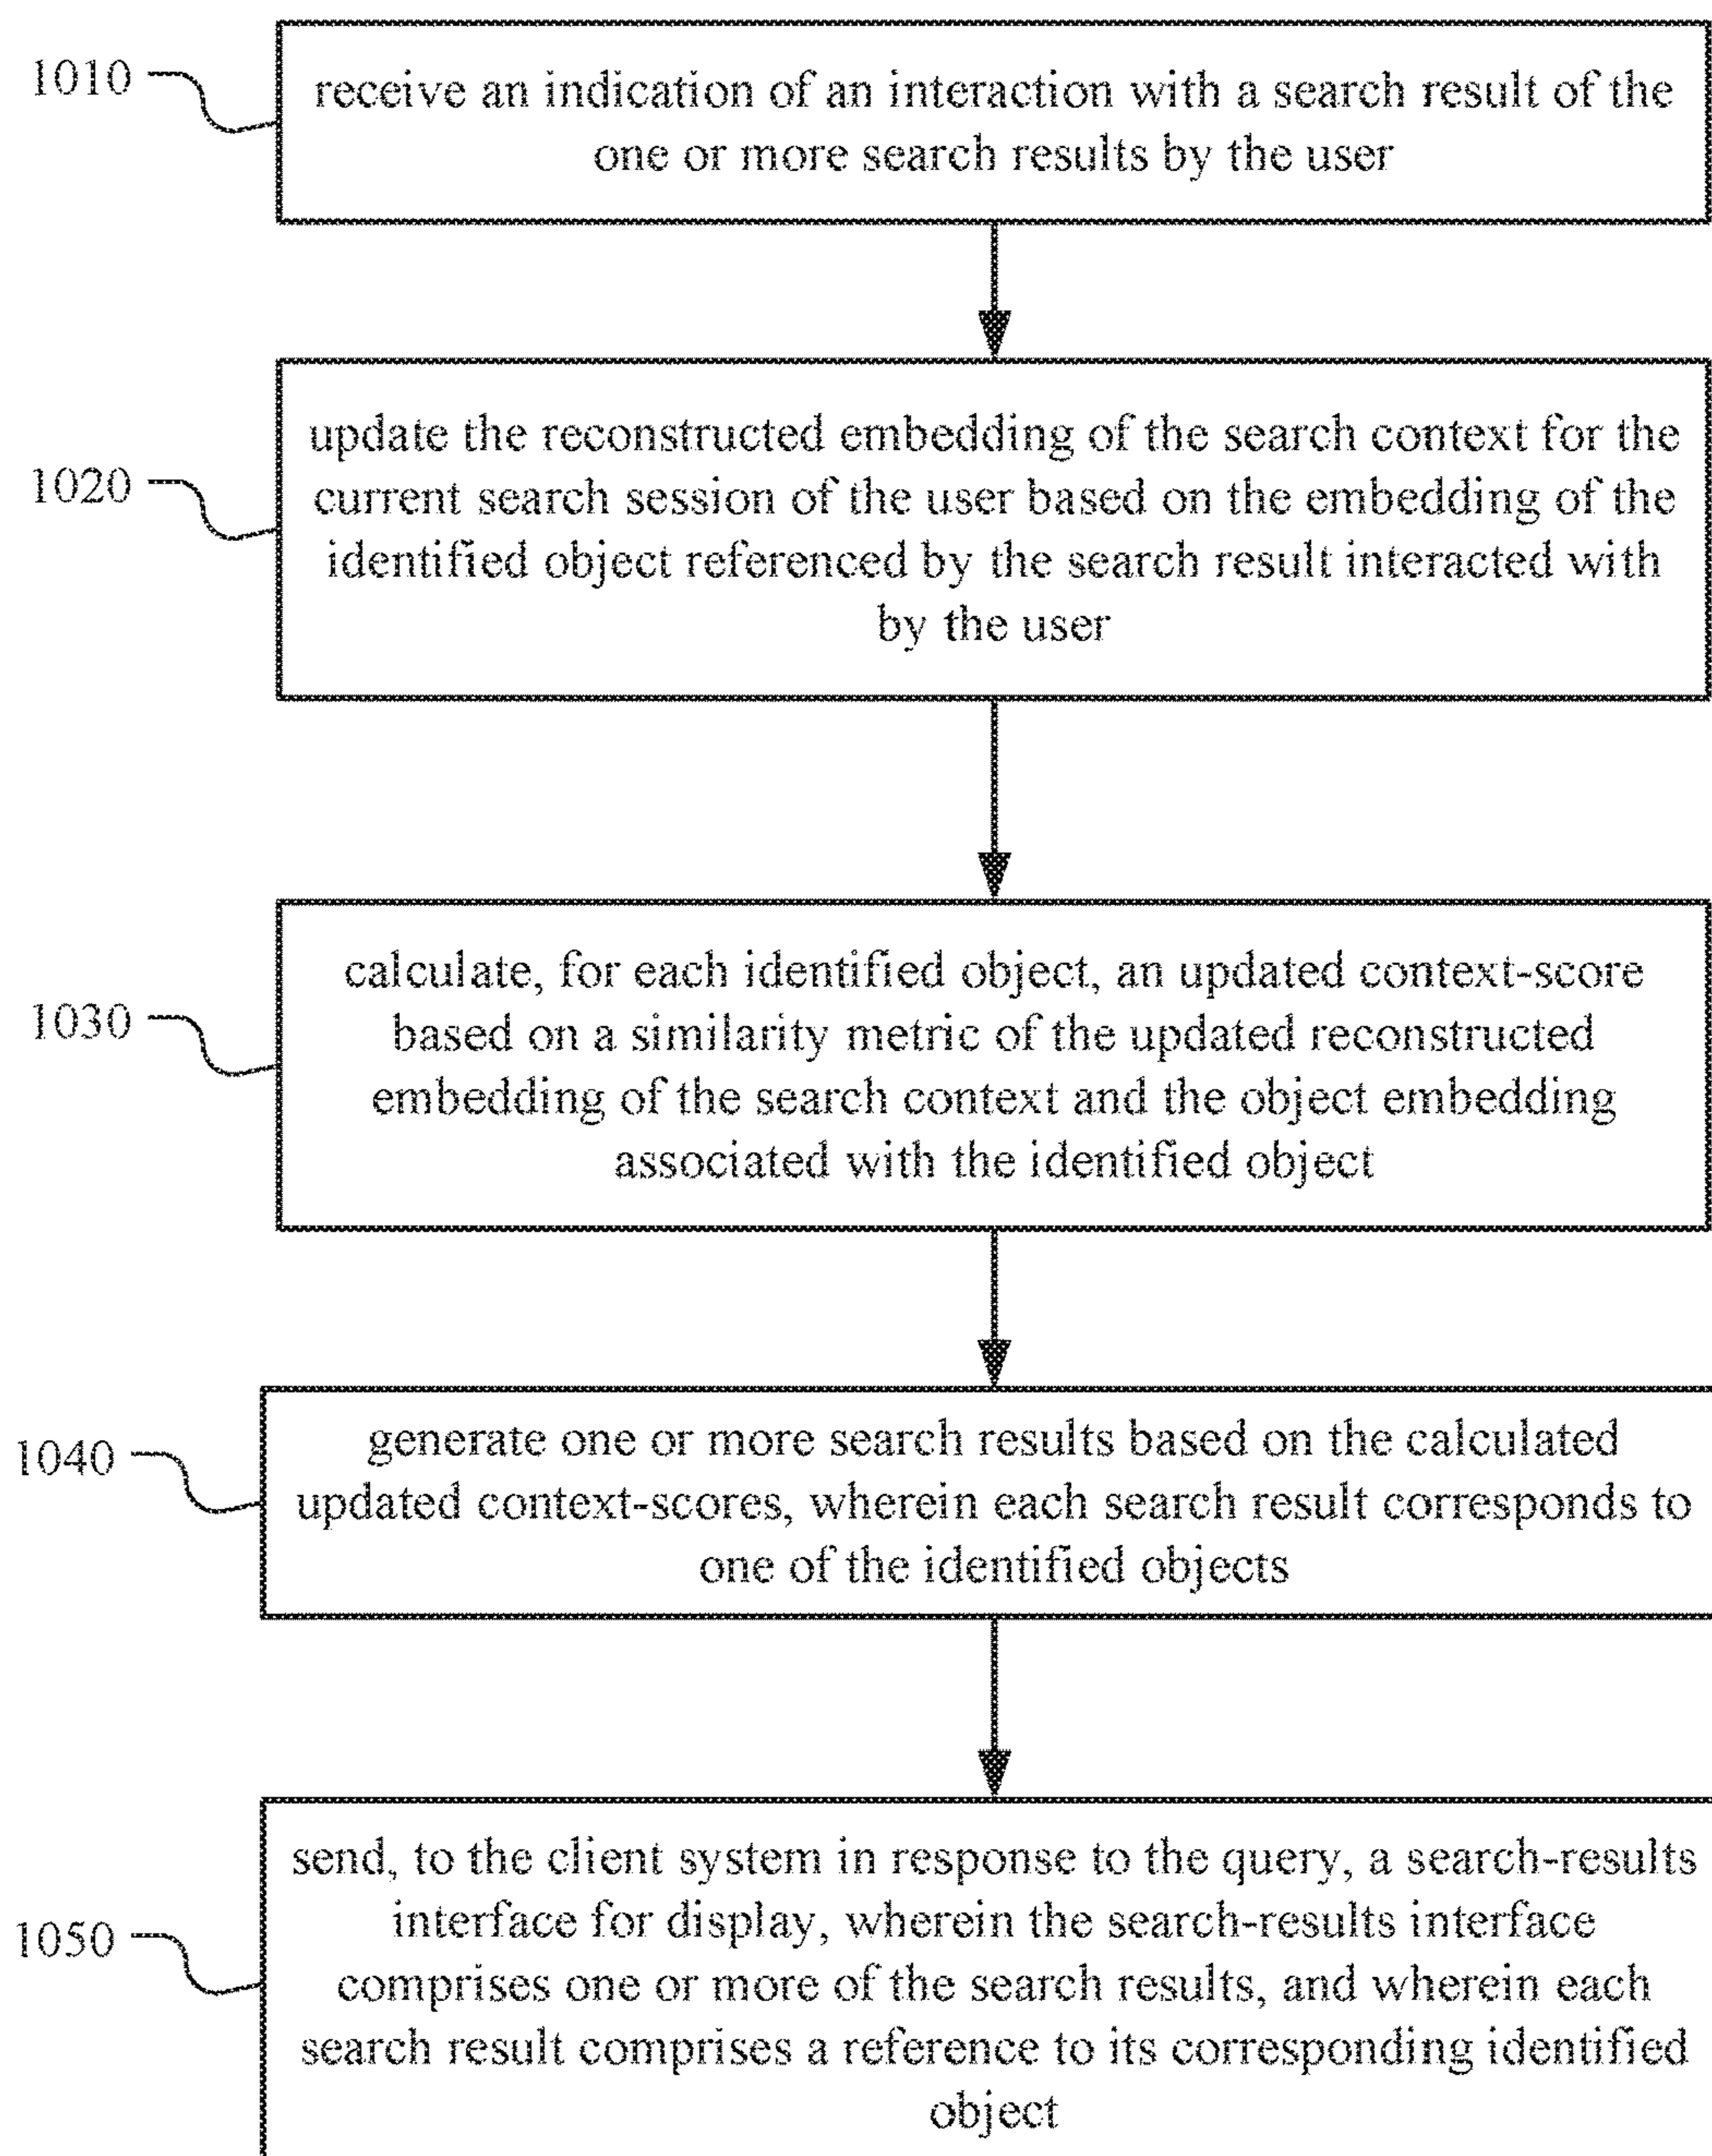 1010
receive an indication of an interaction with a search result of the
one or more search results by the user
1020
update the reconstructed embedding of the search context for the
current search session of the user based on the embedding of the
identified object referenced by the search result interacted with
by the user
1030
calculate, for each identified object, an updated context-score
based on a similarity metric of the updated reconstructed
embedding of the search context and the object embedding
associated with the identified object
1040
generate one or more search results based on the calculated
updated context-scores, wherein each search result corresponds to
one of the identified objects
1050
send, to the client system in response to the query, a search-results
interface for display, wherein the search-results interface
comprises one or more of the search results, and wherein each
search result comprises a reference to its corresponding identified
object